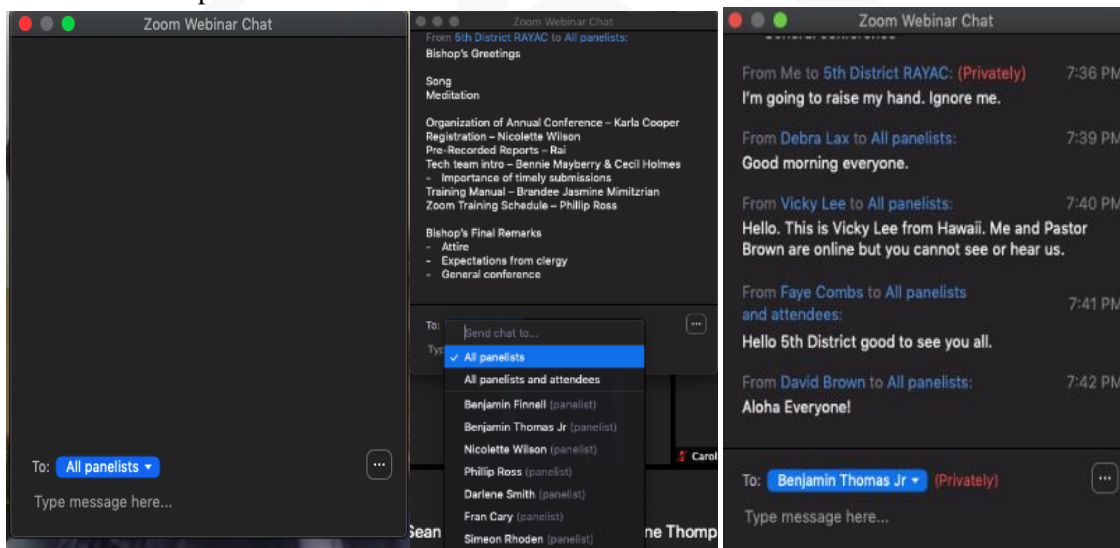 Zoom Webinar Chat
To: All panelists
Type message here...
Zoom Webinar Chat
From 5th District RAYAC to All panelists:
Bishop's Greetings
Song
Meditation
Organization of Annual Conference – Karla Cooper
Registration – Nicolette Wilson
Pre-Recorded Reports – Rai
Tech team intro – Bennie Mayberry & Cecil Holmes
- Importance of timely submissions
Training Manual – Brandee Jasmine Mimitzrian
Zoom Training Schedule – Phillip Ross
Bishop's Final Remarks
- Attire
- Expectations from clergy
- General conference
To:
Send chat to...
Typ
✓ All panelists
All panelists and attendees
Benjamin Finnell (panelist)
Benjamin Thomas Jr (panelist)
Nicolette Wilson (panelist)
Phillip Ross (panelist)
Darlene Smith (panelist)
Fran Cary (panelist)
Simeon Rhoden (panelist)
Carol
Sean
ne Thomp
Zoom Webinar Chat
From Me to 5th District RAYAC: (Privately) 7:36 PM
I'm going to raise my hand. Ignore me.
From Debra Lax to All panelists: 7:39 PM
Good morning everyone.
From Vicky Lee to All panelists: 7:40 PM
Hello. This is Vicky Lee from Hawaii. Me and Pastor
Brown are online but you cannot see or hear us.
From Faye Combs to All panelists
and attendees: 7:41 PM
Hello 5th District good to see you all.
From David Brown to All panelists: 7:42 PM
Aloha Everyone!
To: Benjamin Thomas Jr (Privately)
Type message here...